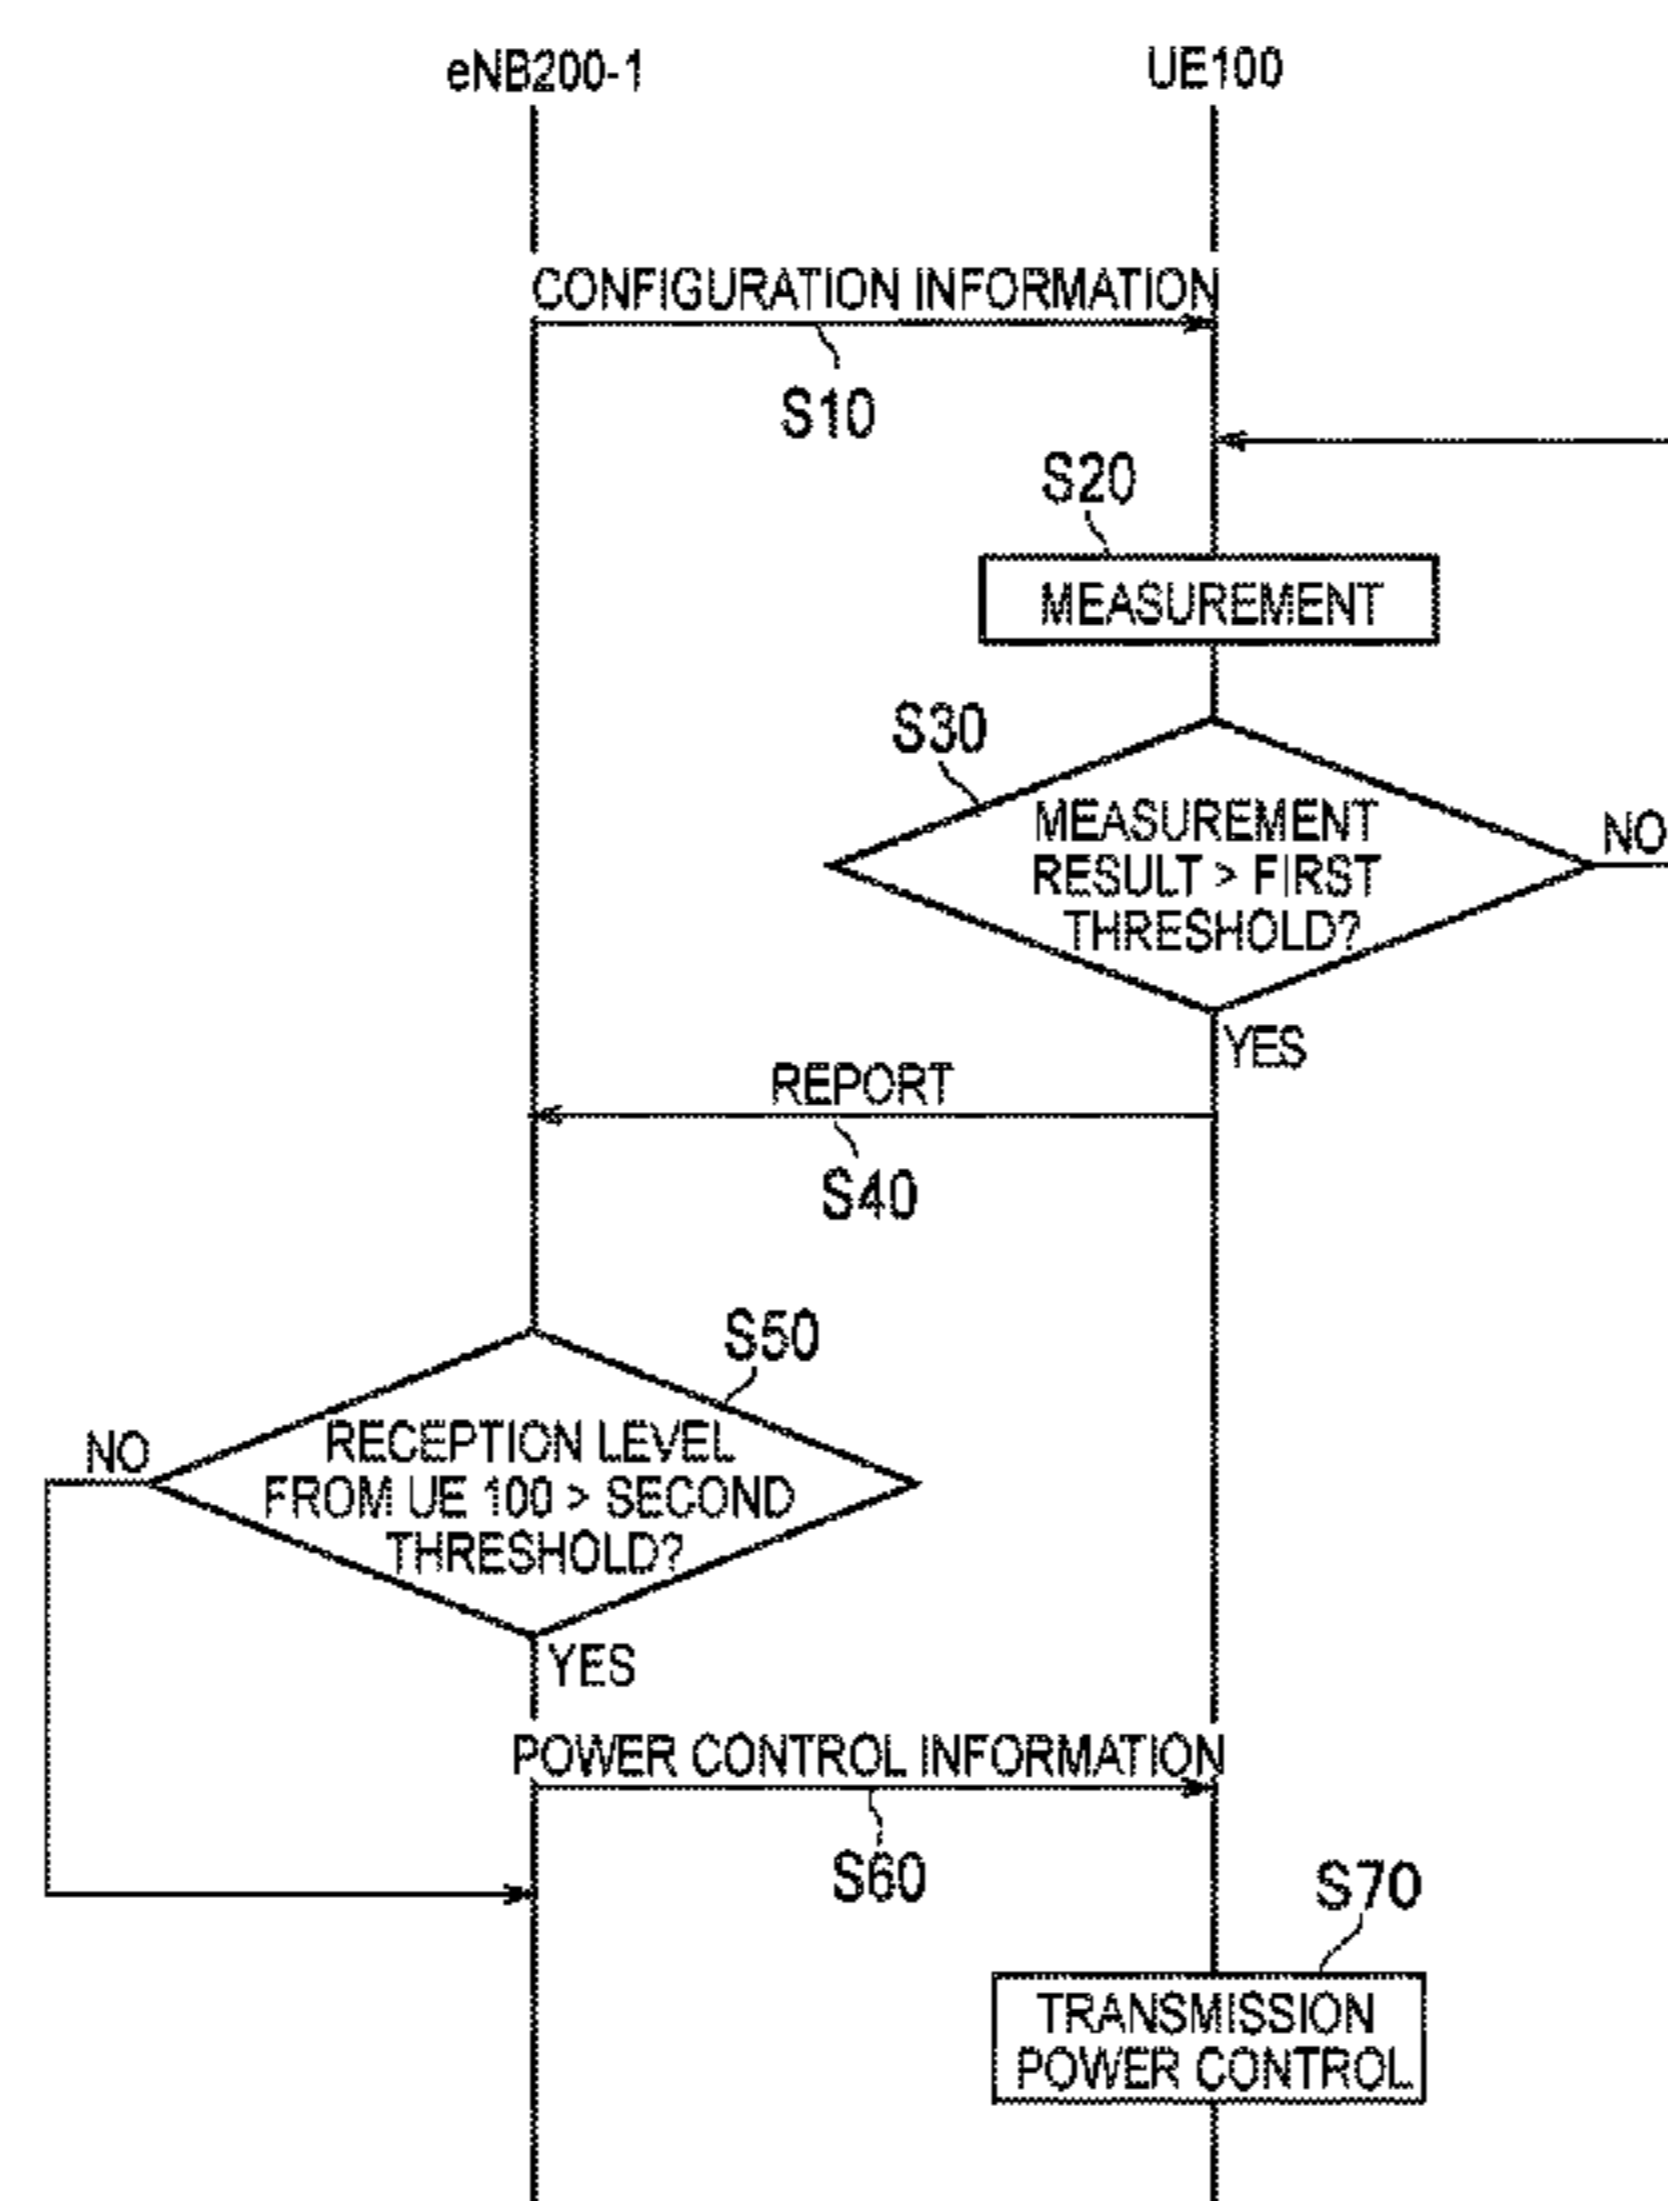 eNB200-1
UE100
CONFIGURATION INFORMATION
S10
S20
MEASUREMENT
S30
MEASUREMENT
RESULT > FIRST
THRESHOLD?
NO
YES
REPORT
S40
S50
RECEPTION LEVEL
FROM UE 100 > SECOND
THRESHOLD?
NO
YES
POWER CONTROL INFORMATION
S60
S70
TRANSMISSION
POWER CONTROL